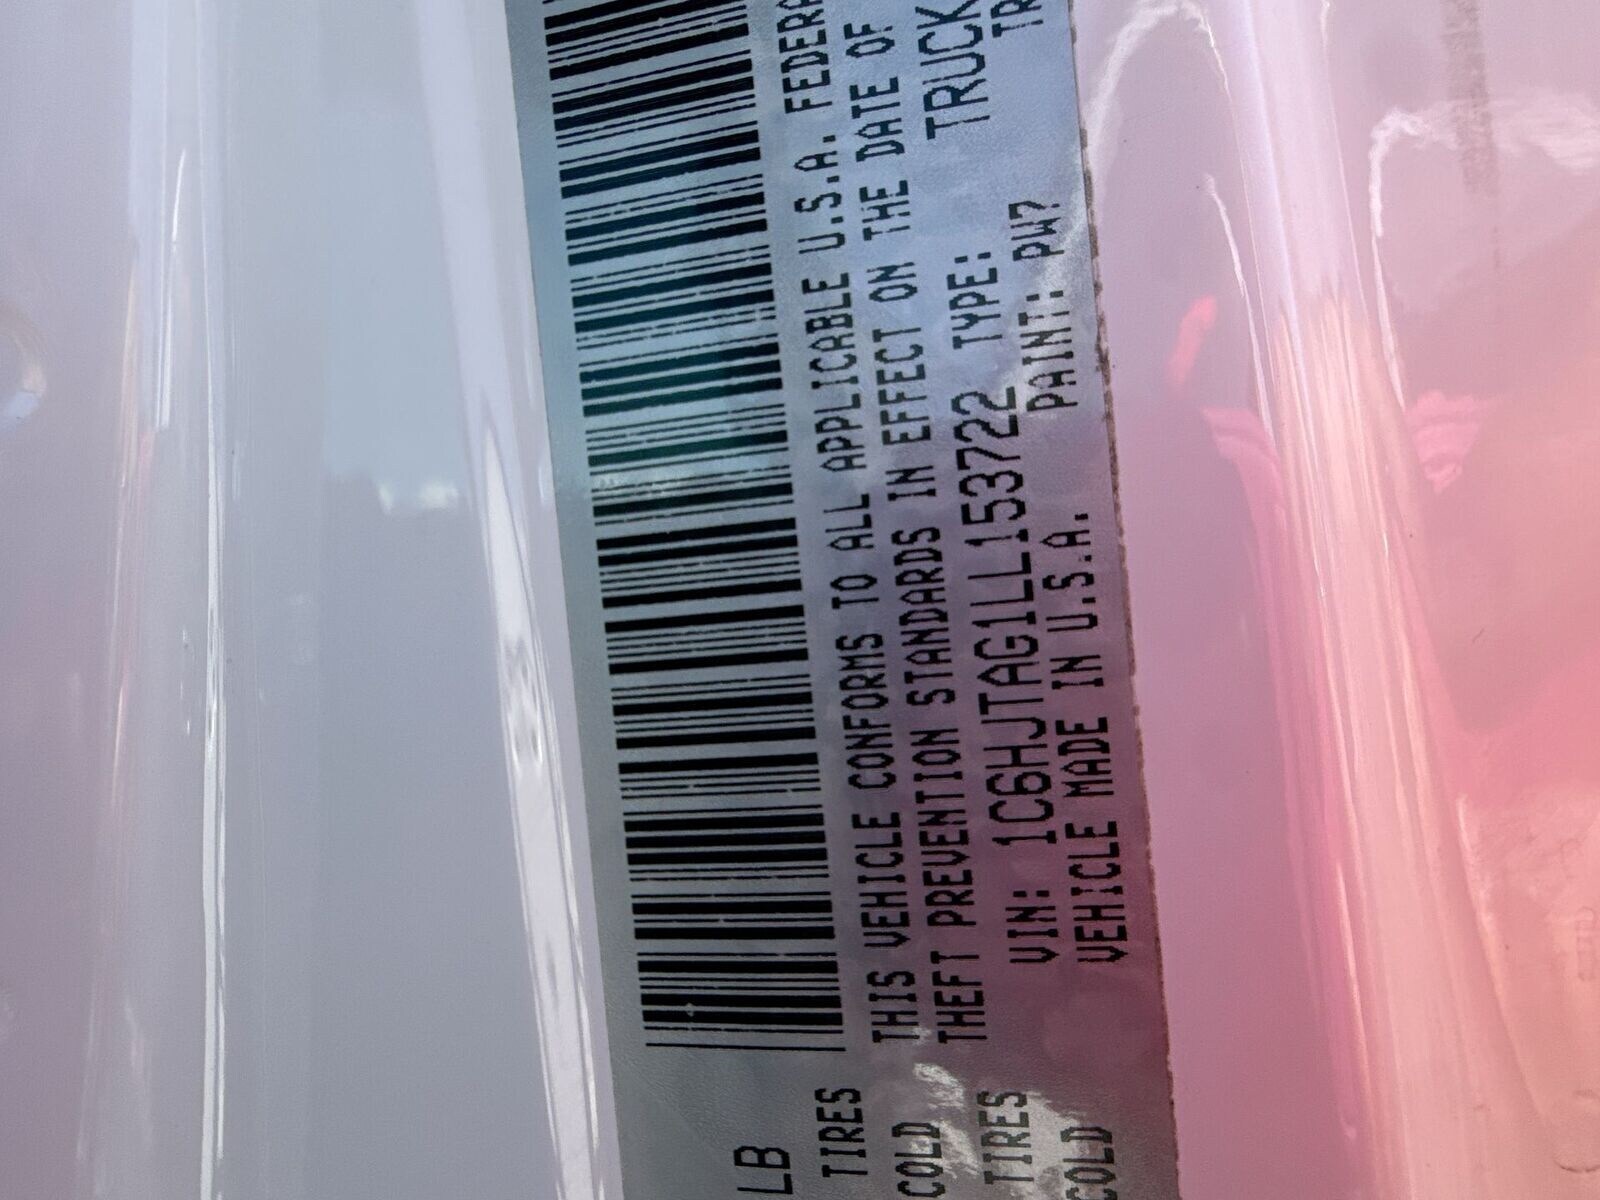 THIS VEHICLE CONFORMS TO ALL APPLICABLE U.S.A. FEDERA
THEFT PREVENTION STANDARDS IN EFFECT ON THE DATE OF
VIN: 1C6HJTAG1LL153722 TYPE: TRUCK
VEHICLE MADE IN U.S.A. PAINT: PW7 TR
LB
TIRES
COLD
TIRES
COLD